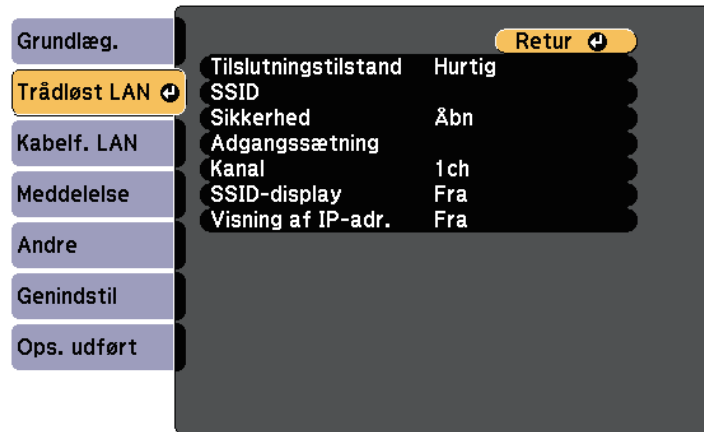 Grundlæg.
Trådløst LAN
Kabelf. LAN
Meddelelse
Andre
Genindstil
Ops. udført
Retur
Tilslutningstilstand Hurtig
SSID
Sikkerhed Åbn
Adgangssætning
Kanal 1ch
SSID-display Fra
Visning af IP-adr. Fra